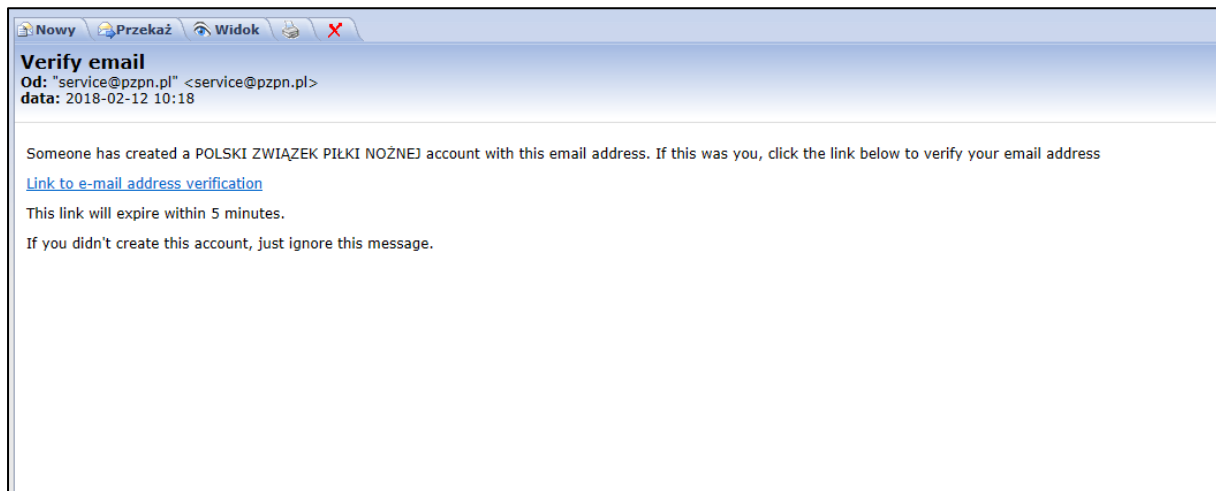 Nowy Przekaż Widok
Verify email
Od: "service@pzpn.pl" <service@pzpn.pl>
data: 2018-02-12 10:18
Someone has created a POLSKI ZWIĄZEK PIŁKI NOŻNEJ account with this email address. If this was you, click the link below to verify your email address
Link to e-mail address verification
This link will expire within 5 minutes.
If you didn't create this account, just ignore this message.